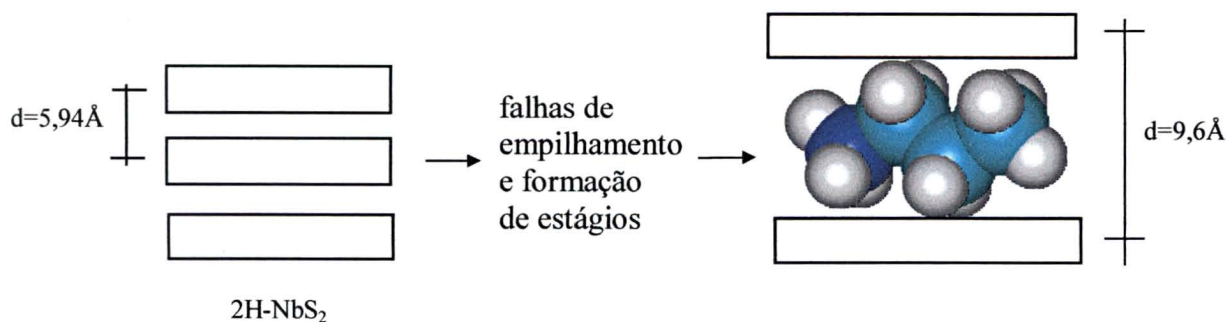 d=5,94Å
2H-NbS₂
falhas de
empilhamento
e formação
de estágios
d=9,6Å